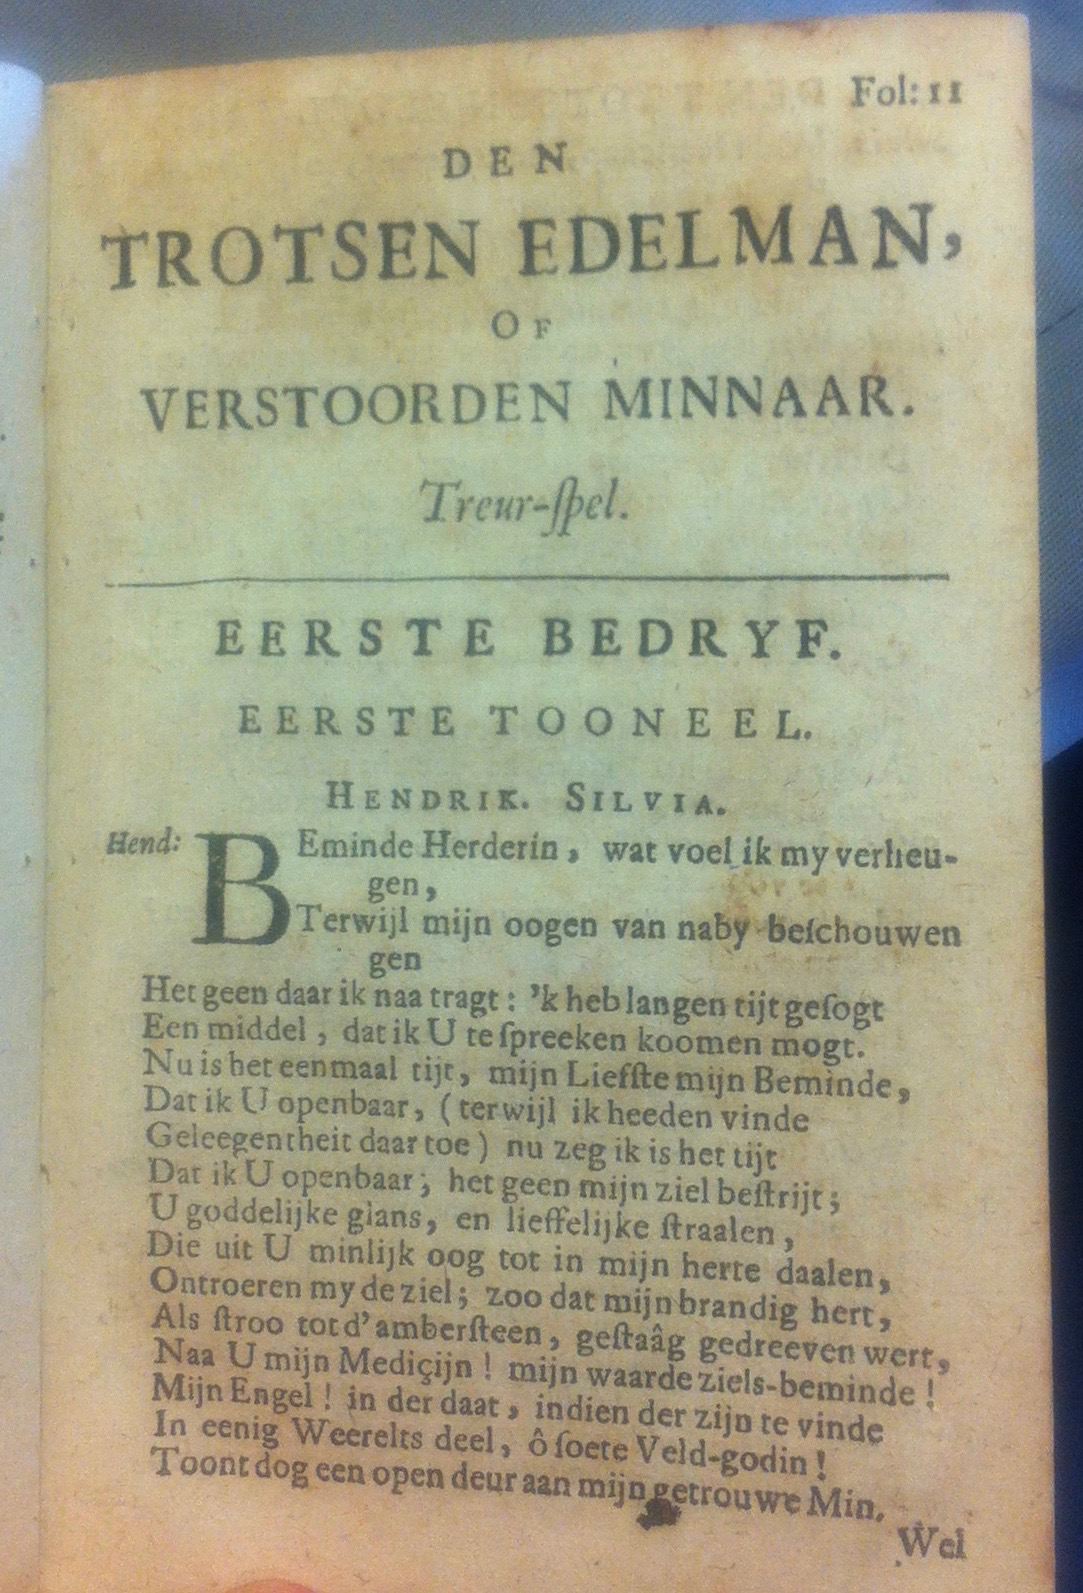 Fol: 11
DEN
TROTSEN EDELMAN,
OF
VERSTOORDEN MINNAAR.
Treur-ſpel.
EERSTE BEDRYF.
EERSTE TOONEEL.
HENDRIK. SILVIA.
Hend: BEminde Herderin, wat voel ik my verheu-
gen,
Terwijl mijn oogen van naby beſchouwen
gen
Het geen daar ik naa tragt: 'k heb langen tijt geſogt
Een middel, dat ik U te ſpreeken koomen mogt.
Nu is het eenmaal tijt, mijn Liefſte mijn Beminde,
Dat ik U openbaar, (terwijl ik heeden vinde
Geleegentheit daar toe) nu zeg ik is het tijt
Dat ik U openbaar; het geen mijn ziel beſtrijt;
U goddelijke glans, en lieffelijke ſtraalen,
Die uit U minlijk oog tot in mijn herte daalen,
Ontroeren my de ziel; zoo dat mijn brandig hert,
Als ſtroo tot d'amberſteen, geſtaâg gedreeven wert,
Naa U mijn Mediçijn! mijn waarde ziels-beminde!
Mijn Engel! in der daat, indien der zijn te vinde
In eenig Weerelts deel, ô ſoete Veld-godin!
Toont dog een open deur aan mijn getrouwe Min.
Wel